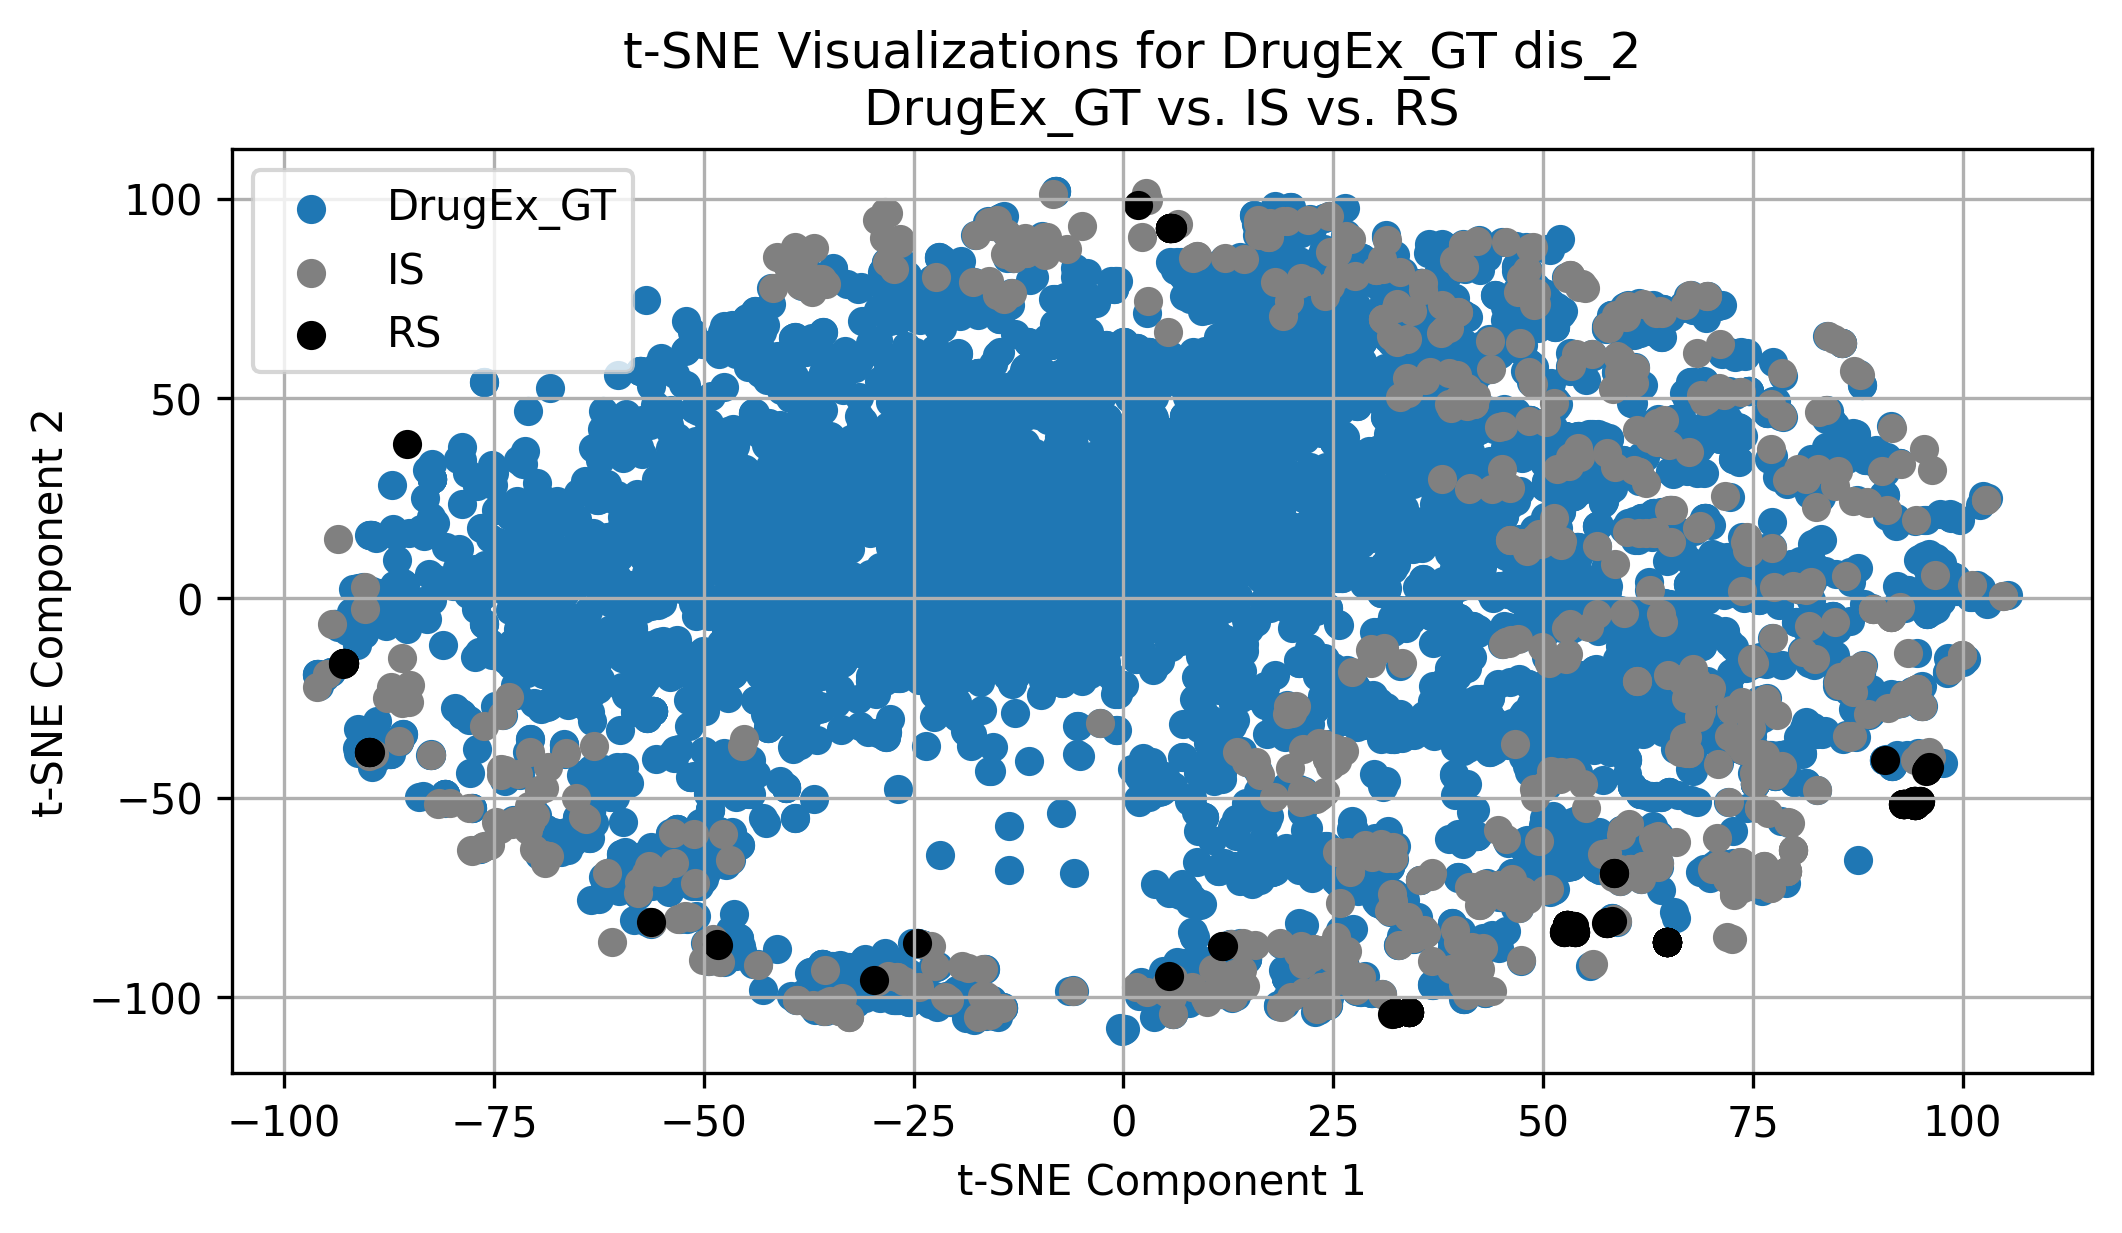 t-SNE Visualizations for DrugEx_GT dis_2
DrugEx_GT vs. IS vs. RS
DrugEx_GT
IS
RS
t-SNE Component 2
100
50
0
−50
−100
−100
−75
−50
−25
0
25
50
75
100
t-SNE Component 1